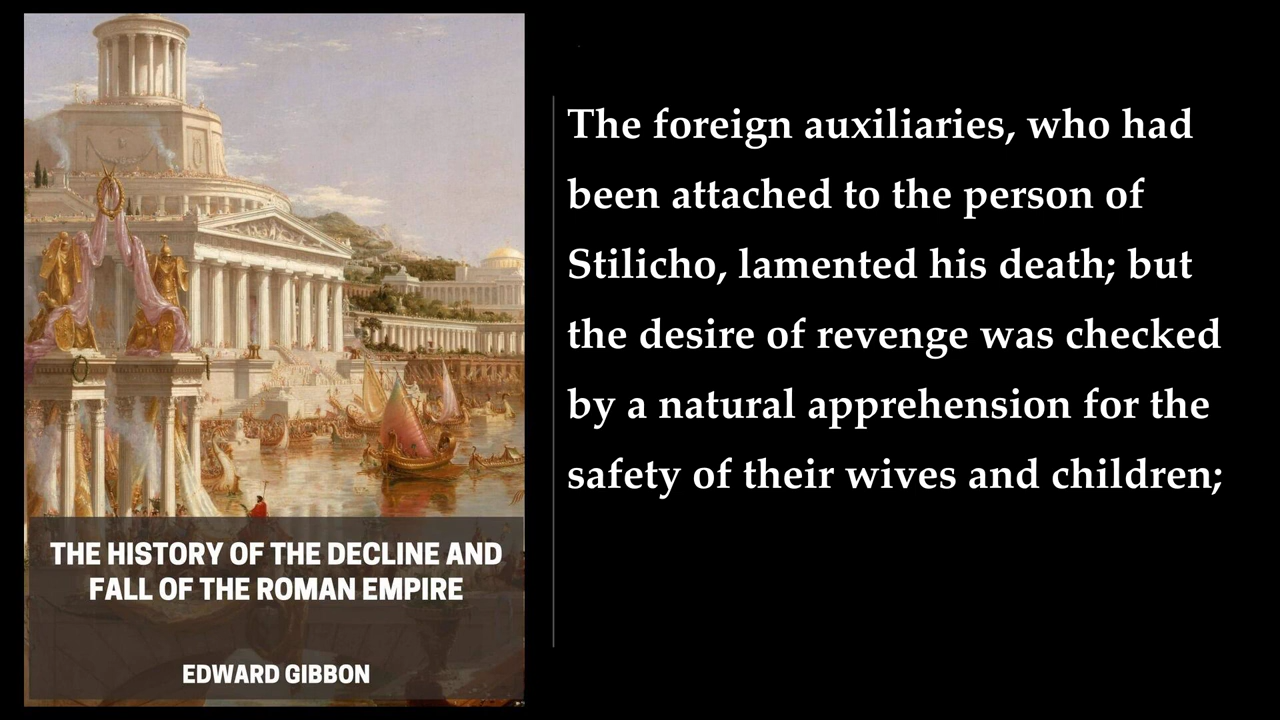 THE HISTORY OF THE DECLINE AND
FALL OF THE ROMAN EMPIRE
EDWARD GIBBON
The foreign auxiliaries, who had
been attached to the person of
Stilicho, lamented his death; but
the desire of revenge was checked
by a natural apprehension for the
safety of their wives and children;